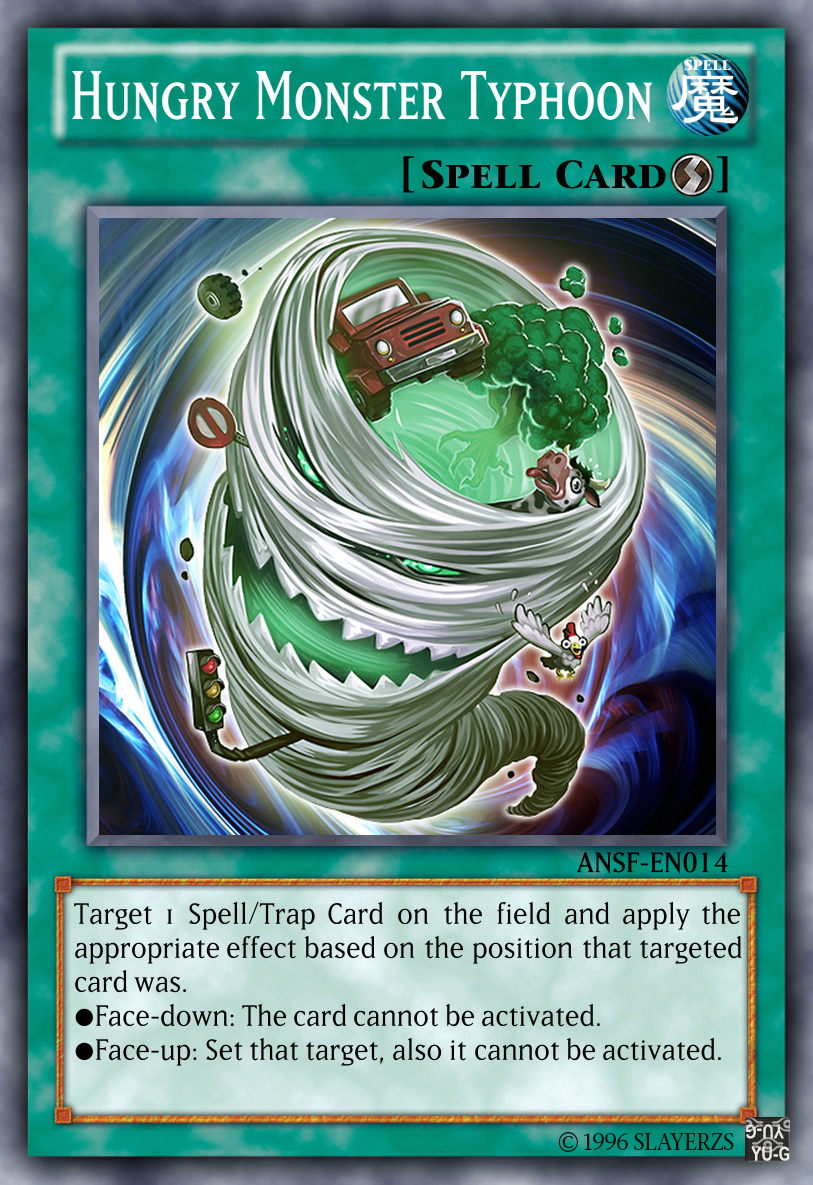 Hungry Monster Typhoon
SPELL
魔
[Spell Card]
ANSF-EN014
Target 1 Spell/Trap Card on the field and apply the
appropriate effect based on the position that targeted
card was.
●Face-down: The card cannot be activated.
●Face-up: Set that target, also it cannot be activated.
© 1996 SLAYERZS
YU-G
YU-G